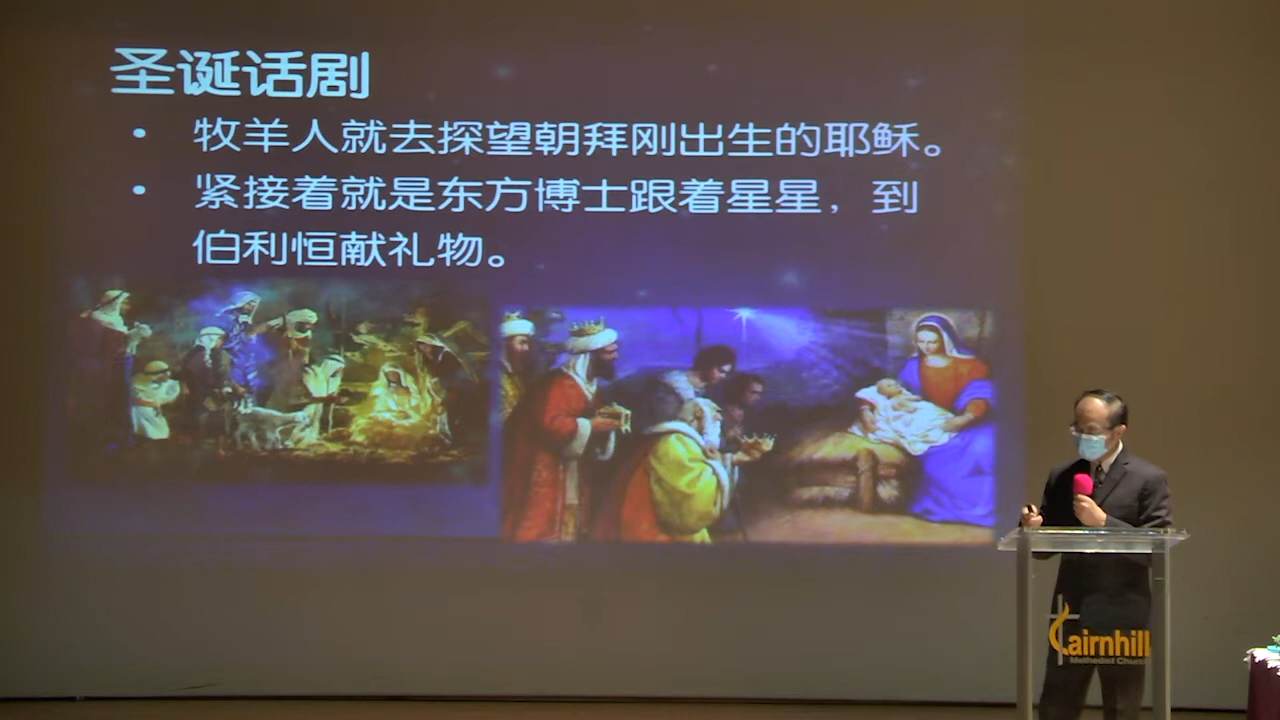 圣诞话剧
• 牧羊人就去探望朝拜刚出生的耶稣。
• 紧接着就是东方博士跟着星星，到
伯利恒献礼物。
airnhill
Methodist Church